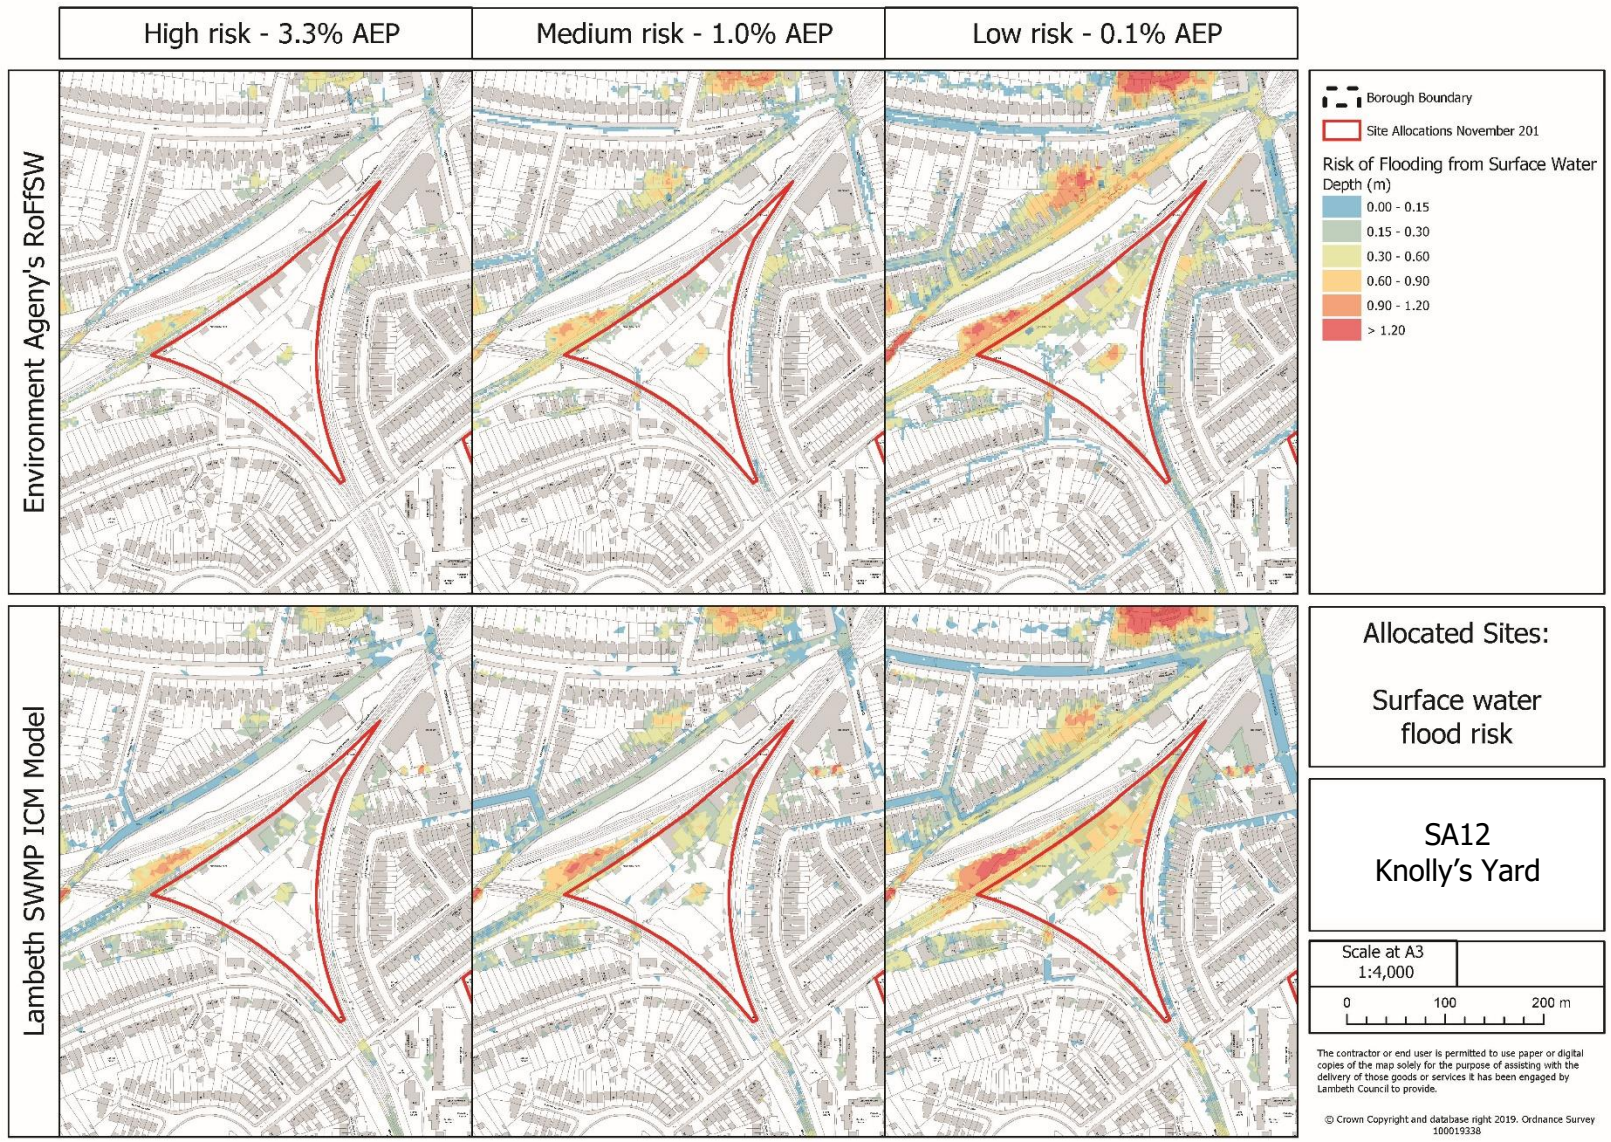 High risk - 3.3% AEP
Medium risk - 1.0% AEP
Low risk - 0.1% AEP
Environment Ageny's RoFfSW
Lambeth SWMP ICM Model
Borough Boundary
Site Allocations November 201
Risk of Flooding from Surface Water
Depth (m)
0.00 - 0.15
0.15 - 0.30
0.30 - 0.60
0.60 - 0.90
0.90 - 1.20
> 1.20
Allocated Sites:
Surface water
flood risk
SA12
Knolly's Yard
Scale at A3
1:4,000
0 100 200 m
The contractor or end user is permitted to use paper or digital
copies of the map solely for the purpose of assisting with the
delivery of those goods or services it has been engaged by
Lambeth Council to provide.
© Crown Copyright and database right 2019. Ordnance Survey
100019338